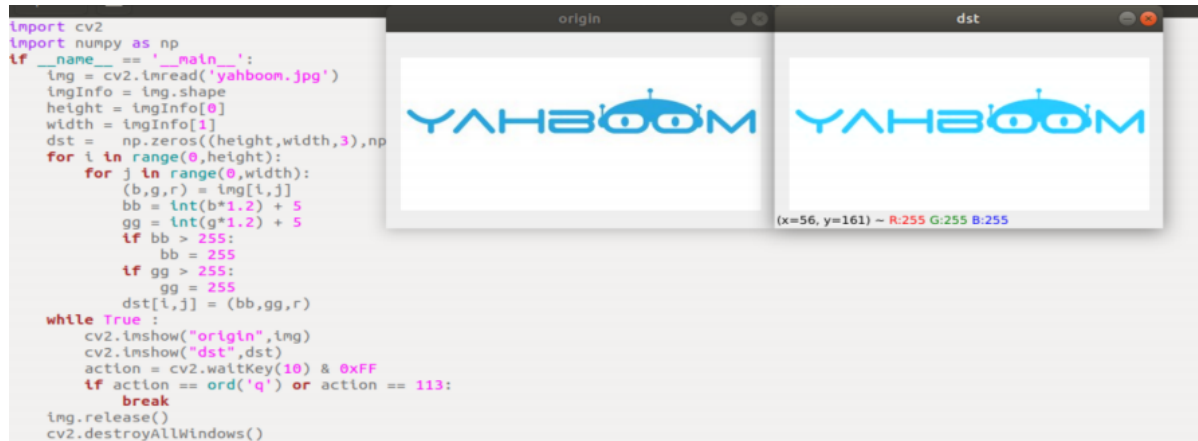 import cv2
import numpy as np
if __name__ == '__main__':
    img = cv2.imread('yahboom.jpg')
    imgInfo = img.shape
    height = imgInfo[0]
    width = imgInfo[1]
    dst =   np.zeros((height,width,3),np
    for i in range(0,height):
        for j in range(0,width):
            (b,g,r) = img[i,j]
            bb = int(b*1.2) + 5
            gg = int(g*1.2) + 5
            if bb > 255:
                bb = 255
            if gg > 255:
                gg = 255
            dst[i,j] = (bb,gg,r)
    while True :
        cv2.imshow("origin",img)
        cv2.imshow("dst",dst)
        action = cv2.waitKey(10) & 0xFF
        if action == ord('q') or action == 113:
            break
    img.release()
    cv2.destroyAllWindows()
origin
YAHBOOM
dst
YAHBOOM
(x=56, y=161) ~ R:255 G:255 B:255